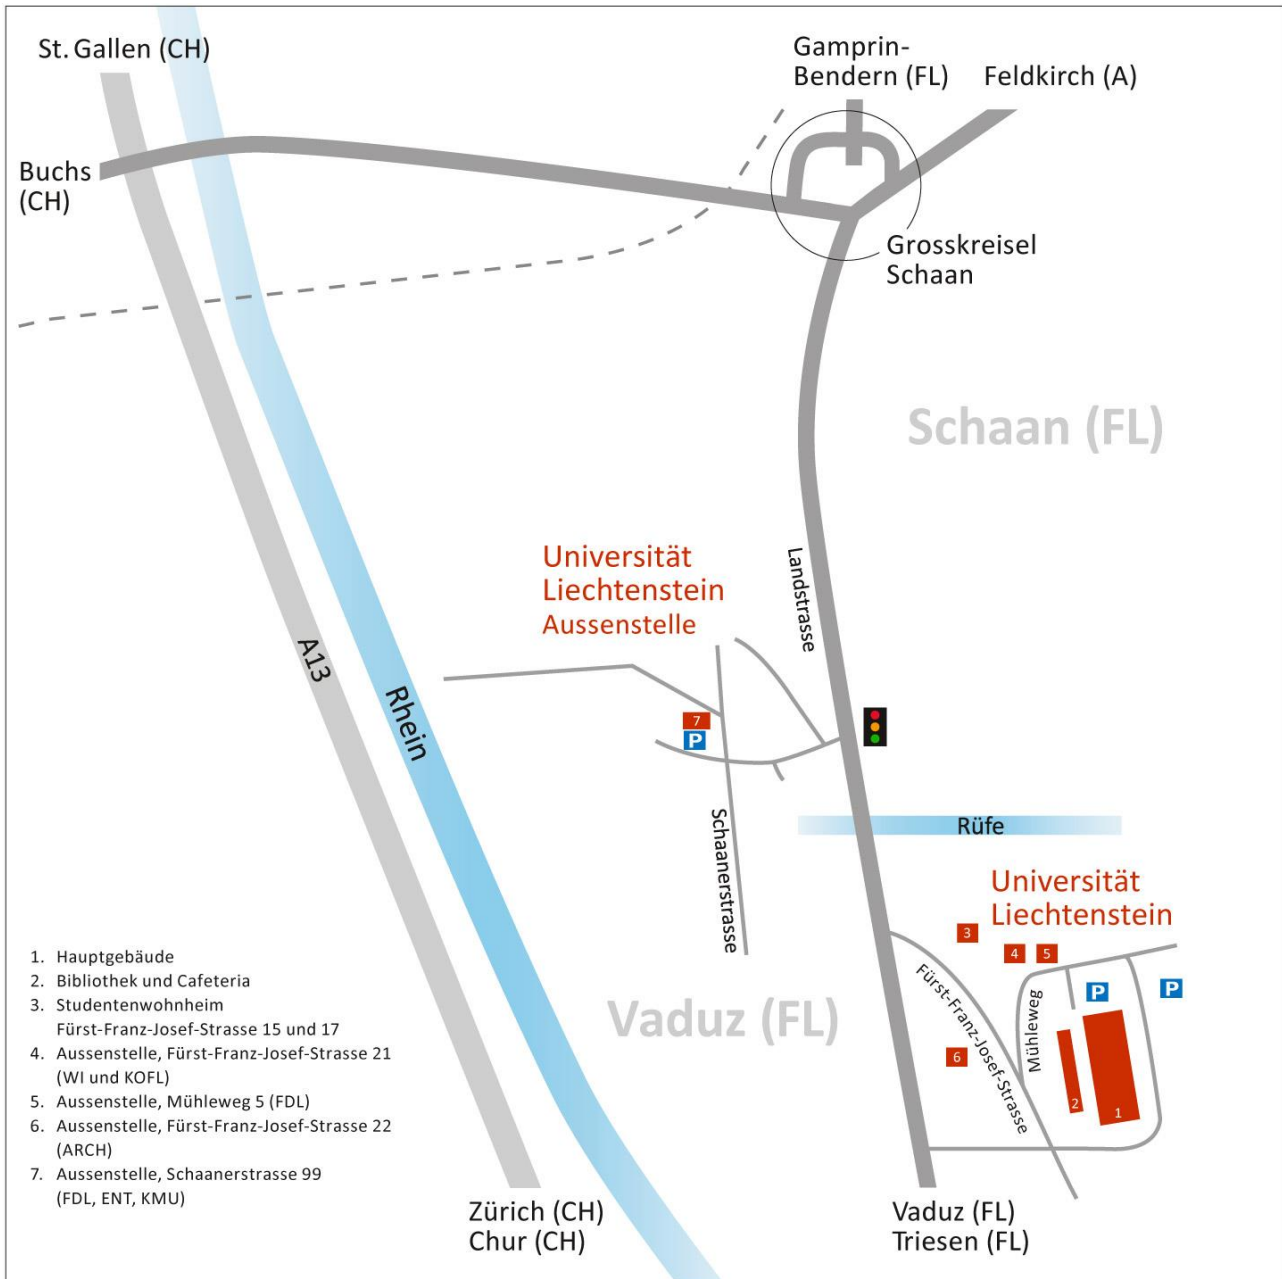 St. Gallen (CH)
Gamprin-
Bendern (FL)
Feldkirch (A)
Buchs
(CH)
Grosskreisel
Schaan
Schaan (FL)
Universität
Liechtenstein
Aussenstelle
Landstrasse
A13
Rhein
7
P
Schaanerstrasse
Rüfe
Universität
Liechtenstein
3
4
5
P
P
Fürst-Franz-Josef-Strasse
Mühleweg
6
2
1
Vaduz (FL)
1. Hauptgebäude
2. Bibliothek und Cafeteria
3. Studentenwohnheim
Fürst-Franz-Josef-Strasse 15 und 17
4. Aussenstelle, Fürst-Franz-Josef-Strasse 21
(WI und KOFL)
5. Aussenstelle, Mühleweg 5 (FDL)
6. Aussenstelle, Fürst-Franz-Josef-Strasse 22
(ARCH)
7. Aussenstelle, Schaanerstrasse 99
(FDL, ENT, KMU)
Zürich (CH)
Chur (CH)
Vaduz (FL)
Triesen (FL)